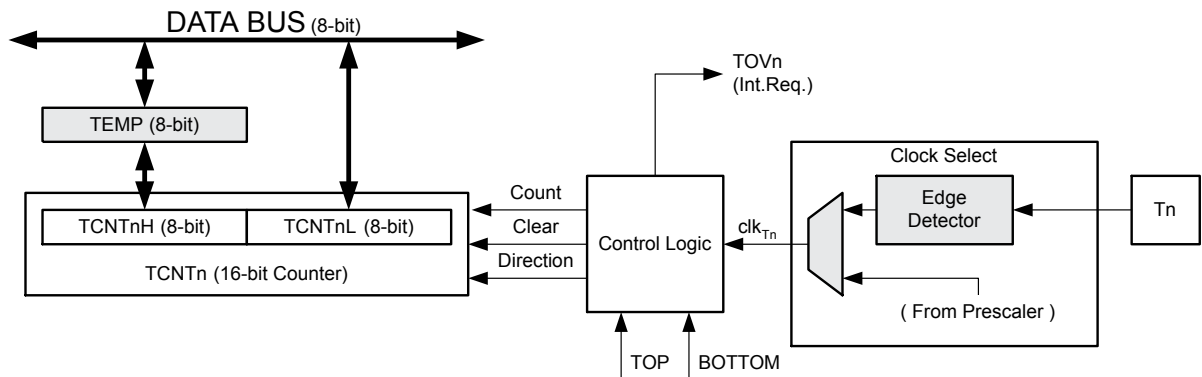 DATA BUS (8-bit)
TOVn
(Int.Req.)
TEMP (8-bit)
Clock Select
Count
Edge
Detector
Tn
TCNTnH (8-bit)
TCNTnL (8-bit)
Clear
Control Logic
clkTn
TCNTn (16-bit Counter)
Direction
( From Prescaler )
TOP
BOTTOM